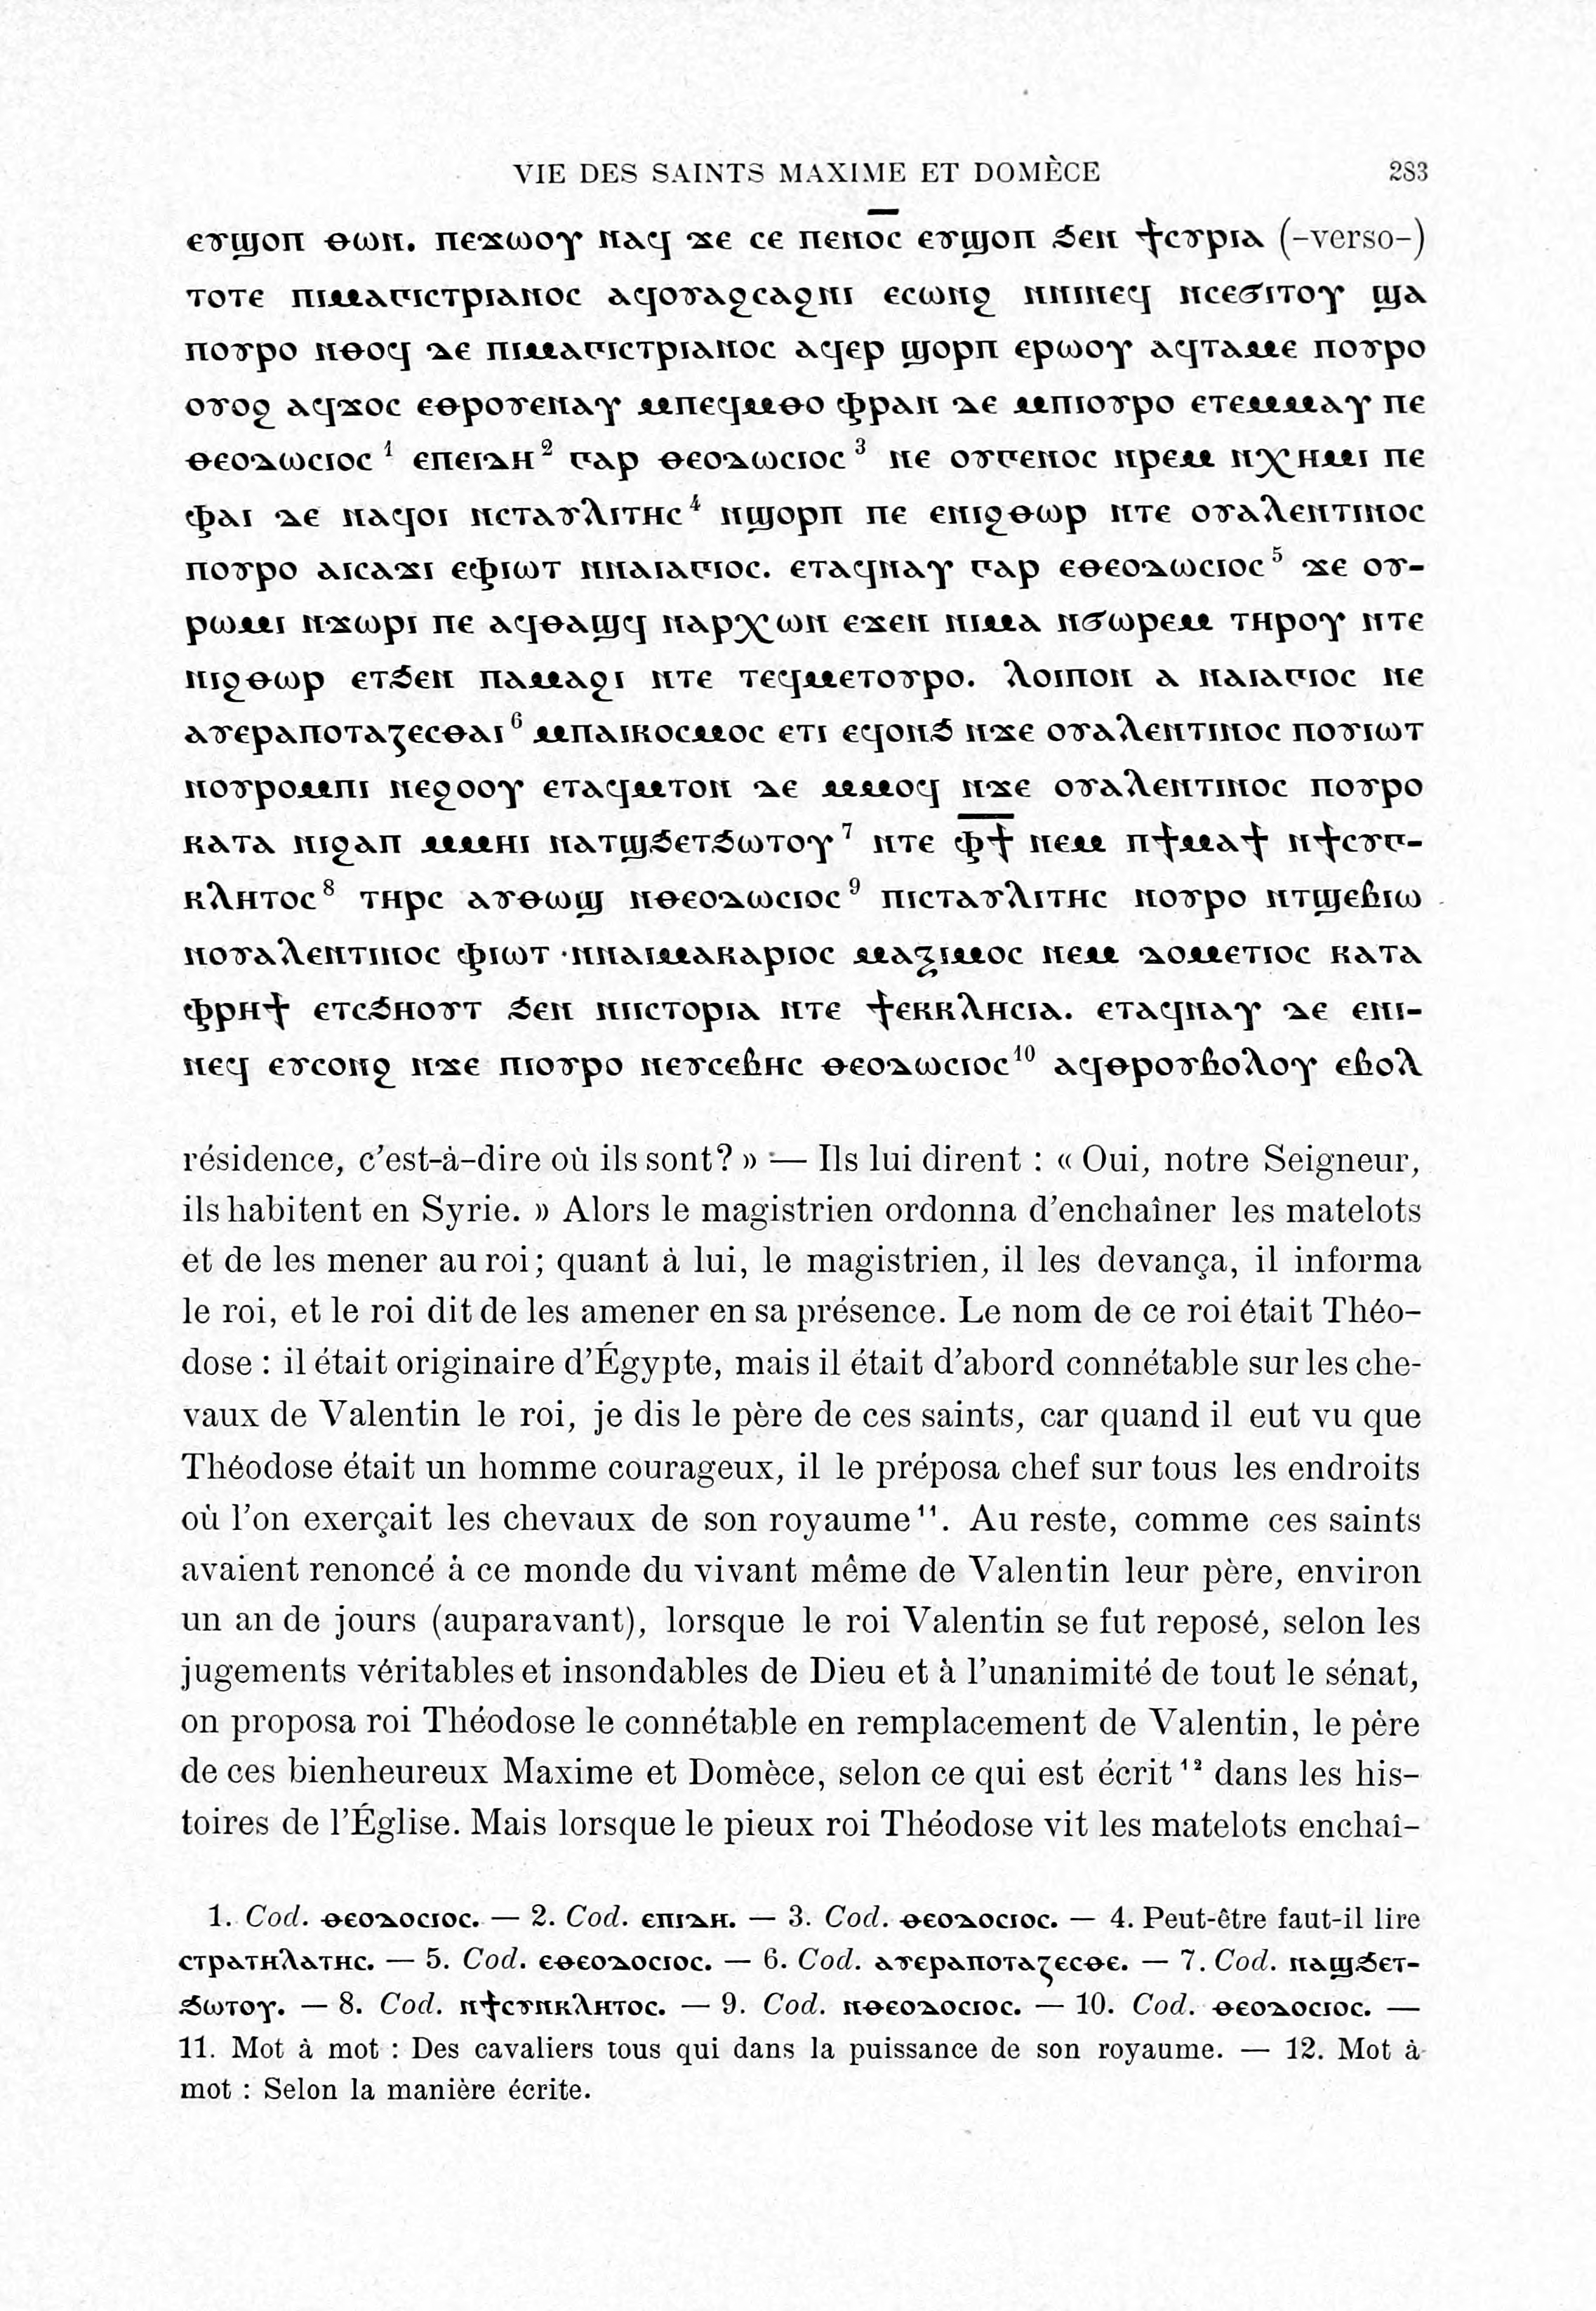 VIE DES SAINTS MAXIME ET DOMÈCE 283
ⲉⲩϣⲟⲡ ⲑⲱⲛ. ⲡⲉϫⲱⲟⲩ ⲛⲁϥ ϫⲉ ⲥⲉ ⲡⲉⲛⲟ̅ⲥ ⲉⲩϣⲟⲡ ϧⲉⲛ ϯⲥⲩⲣⲓⲁ (-verso-)
ⲧⲟⲧⲉ ⲡⲓⲙⲁⲅⲓⲥⲧⲣⲓⲁⲛⲟⲥ ⲁϥⲟⲩⲁϩⲥⲁϩⲛⲓ ⲉⲥⲱⲛϩ ⲛⲛⲓⲛⲉϥ ⲛⲥⲉϭⲓⲧⲟⲩ ϣⲁ
ⲡⲟⲩⲣⲟ ⲛⲑⲟϥ ⲇⲉ ⲡⲓⲙⲁⲅⲓⲥⲧⲣⲓⲁⲛⲟⲥ ⲁϥⲉⲣ ϣⲟⲣⲡ ⲉⲣⲱⲟⲩ ⲁϥⲧⲁⲙⲉ ⲡⲟⲩⲣⲟ
ⲟⲩⲟϩ ⲁϥϫⲟⲥ ⲉⲑⲣⲟⲩⲉⲛⲁⲩ ⲙⲡⲉϥⲙⲑⲟ ⲫⲣⲁⲛ ⲇⲉ ⲙⲡⲓⲟⲩⲣⲟ ⲉⲧⲉⲙⲙⲁⲩ ⲡⲉ
ⲑⲉⲟⲇⲱⲥⲓⲟⲥ ¹ ⲉⲡⲉⲓⲇⲏ ² ⲅⲁⲣ ⲑⲉⲟⲇⲱⲥⲓⲟⲥ ³ ⲛⲉ ⲟⲩⲅⲉⲛⲟⲥ ⲛⲣⲉⲙ ⲛⲭⲏⲙⲓ ⲡⲉ
ⲫⲁⲓ ⲇⲉ ⲛⲁϥⲟⲓ ⲛⲥⲧⲁⲩⲗⲓⲧⲏⲥ ⁴ ⲛϣⲟⲣⲡ ⲡⲉ ⲉⲛⲓϩⲑⲱⲣ ⲛⲧⲉ ⲟⲩⲁⲗⲉⲛⲧⲓⲛⲟⲥ
ⲡⲟⲩⲣⲟ ⲁⲓⲥⲁϫⲓ ⲉⲫⲓⲱⲧ ⲛⲛⲁⲓⲁⲅⲓⲟⲥ. ⲉⲧⲁϥⲛⲁⲩ ⲅⲁⲣ ⲉⲑⲉⲟⲇⲱⲥⲓⲟⲥ ⁵ ϫⲉ ⲟⲩ-
ⲣⲱⲙⲓ ⲛϫⲱⲣⲓ ⲡⲉ ⲁϥⲑⲁϣϥ ⲛⲁⲣⲭⲱⲛ ⲉϫⲉⲛ ⲛⲓⲙⲁ ⲛϭⲱⲣⲉⲙ ⲧⲏⲣⲟⲩ ⲛⲧⲉ
ⲛⲓϩⲑⲱⲣ ⲉⲧϧⲉⲛ ⲡⲁⲙⲁϩⲓ ⲛⲧⲉ ⲧⲉϥⲙⲉⲧⲟⲩⲣⲟ. ⲗⲟⲓⲡⲟⲛ ⲁ ⲛⲁⲓⲁⲅⲓⲟⲥ ⲛⲉ
ⲁⲩⲉⲣⲁⲡⲟⲧⲁⲍⲉⲥⲑⲁⲓ ⁶ ⲙⲡⲁⲓⲕⲟⲥⲙⲟⲥ ⲉⲧⲓ ⲉϥⲟⲛϧ ⲛϫⲉ ⲟⲩⲁⲗⲉⲛⲧⲓⲛⲟⲥ ⲡⲟⲩⲓⲱⲧ
ⲛⲟⲩⲣⲟⲙⲡⲓ ⲛⲉϩⲟⲟⲩ ⲉⲧⲁϥⲙⲧⲟⲛ ⲇⲉ ⲙⲙⲟϥ ⲛϫⲉ ⲟⲩⲁⲗⲉⲛⲧⲓⲛⲟⲥ ⲡⲟⲩⲣⲟ
ⲕⲁⲧⲁ ⲛⲓϩⲁⲡ ⲙⲙⲏⲓ ⲛⲁⲧϣϧⲉⲧϧⲱⲧⲟⲩ ⁷ ⲛⲧⲉ ⲫ̅ϯ̅ ⲛⲉⲙ ⲡϯⲙⲁϯ ⲛϯⲥⲩⲅ-
ⲕⲗⲏⲧⲟⲥ ⁸ ⲧⲏⲣⲥ ⲁⲩⲑⲱϣ ⲛⲑⲉⲟⲇⲱⲥⲓⲟⲥ ⁹ ⲡⲓⲥⲧⲁⲩⲗⲓⲧⲏⲥ ⲛⲟⲩⲣⲟ ⲛⲧϣⲉⲃⲓⲱ
ⲛⲟⲩⲁⲗⲉⲛⲧⲓⲛⲟⲥ ⲫⲓⲱⲧ ⲛⲛⲁⲓⲙⲁⲕⲁⲣⲓⲟⲥ ⲙⲁⲝⲓⲙⲟⲥ ⲛⲉⲙ ⲇⲟⲙⲉⲧⲓⲟⲥ ⲕⲁⲧⲁ
ⲫⲣⲏϯ ⲉⲧⲥϧⲏⲟⲩⲧ ϧⲉⲛ ⲛⲓⲓⲥⲧⲟⲣⲓⲁ ⲛⲧⲉ ϯⲉⲕⲕⲗⲏⲥⲓⲁ. ⲉⲧⲁϥⲛⲁⲩ ⲇⲉ ⲉⲛⲓ-
ⲛⲉϥ ⲉⲩⲥⲟⲛϩ ⲛϫⲉ ⲡⲓⲟⲩⲣⲟ ⲛⲉⲩⲥⲉⲃⲏⲥ ⲑⲉⲟⲇⲱⲥⲓⲟⲥ ¹⁰ ⲁϥⲑⲣⲟⲩⲃⲟⲗⲟⲩ ⲉⲃⲟⲗ
résidence, c'est-à-dire où ils sont? » — Ils lui dirent : « Oui, notre Seigneur,
ils habitent en Syrie. » Alors le magistrien ordonna d'enchaîner les matelots
et de les mener au roi; quant à lui, le magistrien, il les devança, il informa
le roi, et le roi dit de les amener en sa présence. Le nom de ce roi était Théo-
dose : il était originaire d'Égypte, mais il était d'abord connétable sur les che-
vaux de Valentin le roi, je dis le père de ces saints, car quand il eut vu que
Théodose était un homme courageux, il le préposa chef sur tous les endroits
où l'on exerçait les chevaux de son royaume ¹¹. Au reste, comme ces saints
avaient renoncé à ce monde du vivant même de Valentin leur père, environ
un an de jours (auparavant), lorsque le roi Valentin se fut reposé, selon les
jugements véritables et insondables de Dieu et à l'unanimité de tout le sénat,
on proposa roi Théodose le connétable en remplacement de Valentin, le père
de ces bienheureux Maxime et Domèce, selon ce qui est écrit ¹² dans les his-
toires de l'Église. Mais lorsque le pieux roi Théodose vit les matelots enchaî-
1. Cod. ⲑⲉⲟⲇⲟⲥⲓⲟⲥ. — 2. Cod. ⲉⲡⲓⲇⲏ. — 3. Cod. ⲑⲉⲟⲇⲟⲥⲓⲟⲥ. — 4. Peut-être faut-il lire
ⲥⲧⲣⲁⲧⲏⲗⲁⲧⲏⲥ. — 5. Cod. ⲉⲑⲉⲟⲇⲟⲥⲓⲟⲥ. — 6. Cod. ⲁⲩⲉⲣⲁⲡⲟⲧⲁⲍⲉⲥⲑⲉ. — 7. Cod. ⲛⲁϣϧⲉⲧ-
ϧⲱⲧⲟⲩ. — 8. Cod. ⲛϯⲥⲩⲛⲕⲗⲏⲧⲟⲥ. — 9. Cod. ⲛⲑⲉⲟⲇⲟⲥⲓⲟⲥ. — 10. Cod. ⲑⲉⲟⲇⲟⲥⲓⲟⲥ. —
11. Mot à mot : Des cavaliers tous qui dans la puissance de son royaume. — 12. Mot à
mot : Selon la manière écrite.